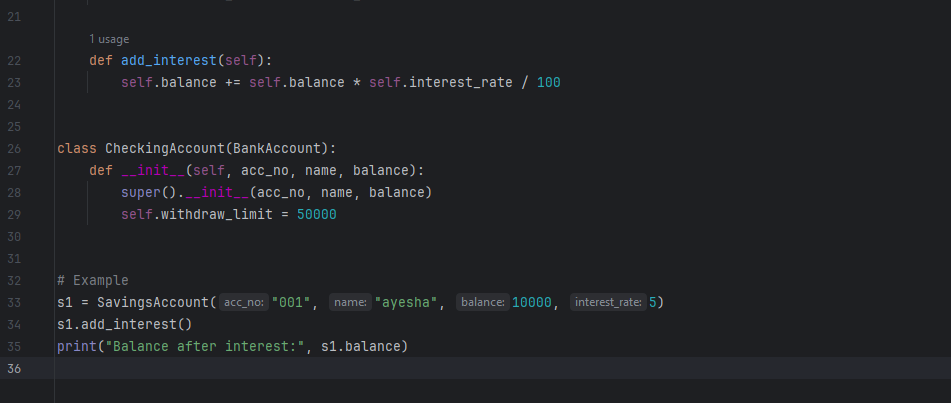 21
1 usage
22 def add_interest(self):
23 self.balance += self.balance * self.interest_rate / 100
24
25
26 class CheckingAccount(BankAccount):
27 def __init__(self, acc_no, name, balance):
28 super().__init__(acc_no, name, balance)
29 self.withdraw_limit = 50000
30
31
32 # Example
33 s1 = SavingsAccount( acc_no: "001", name: "ayesha", balance: 10000, interest_rate: 5)
34 s1.add_interest()
35 print("Balance after interest:", s1.balance)
36